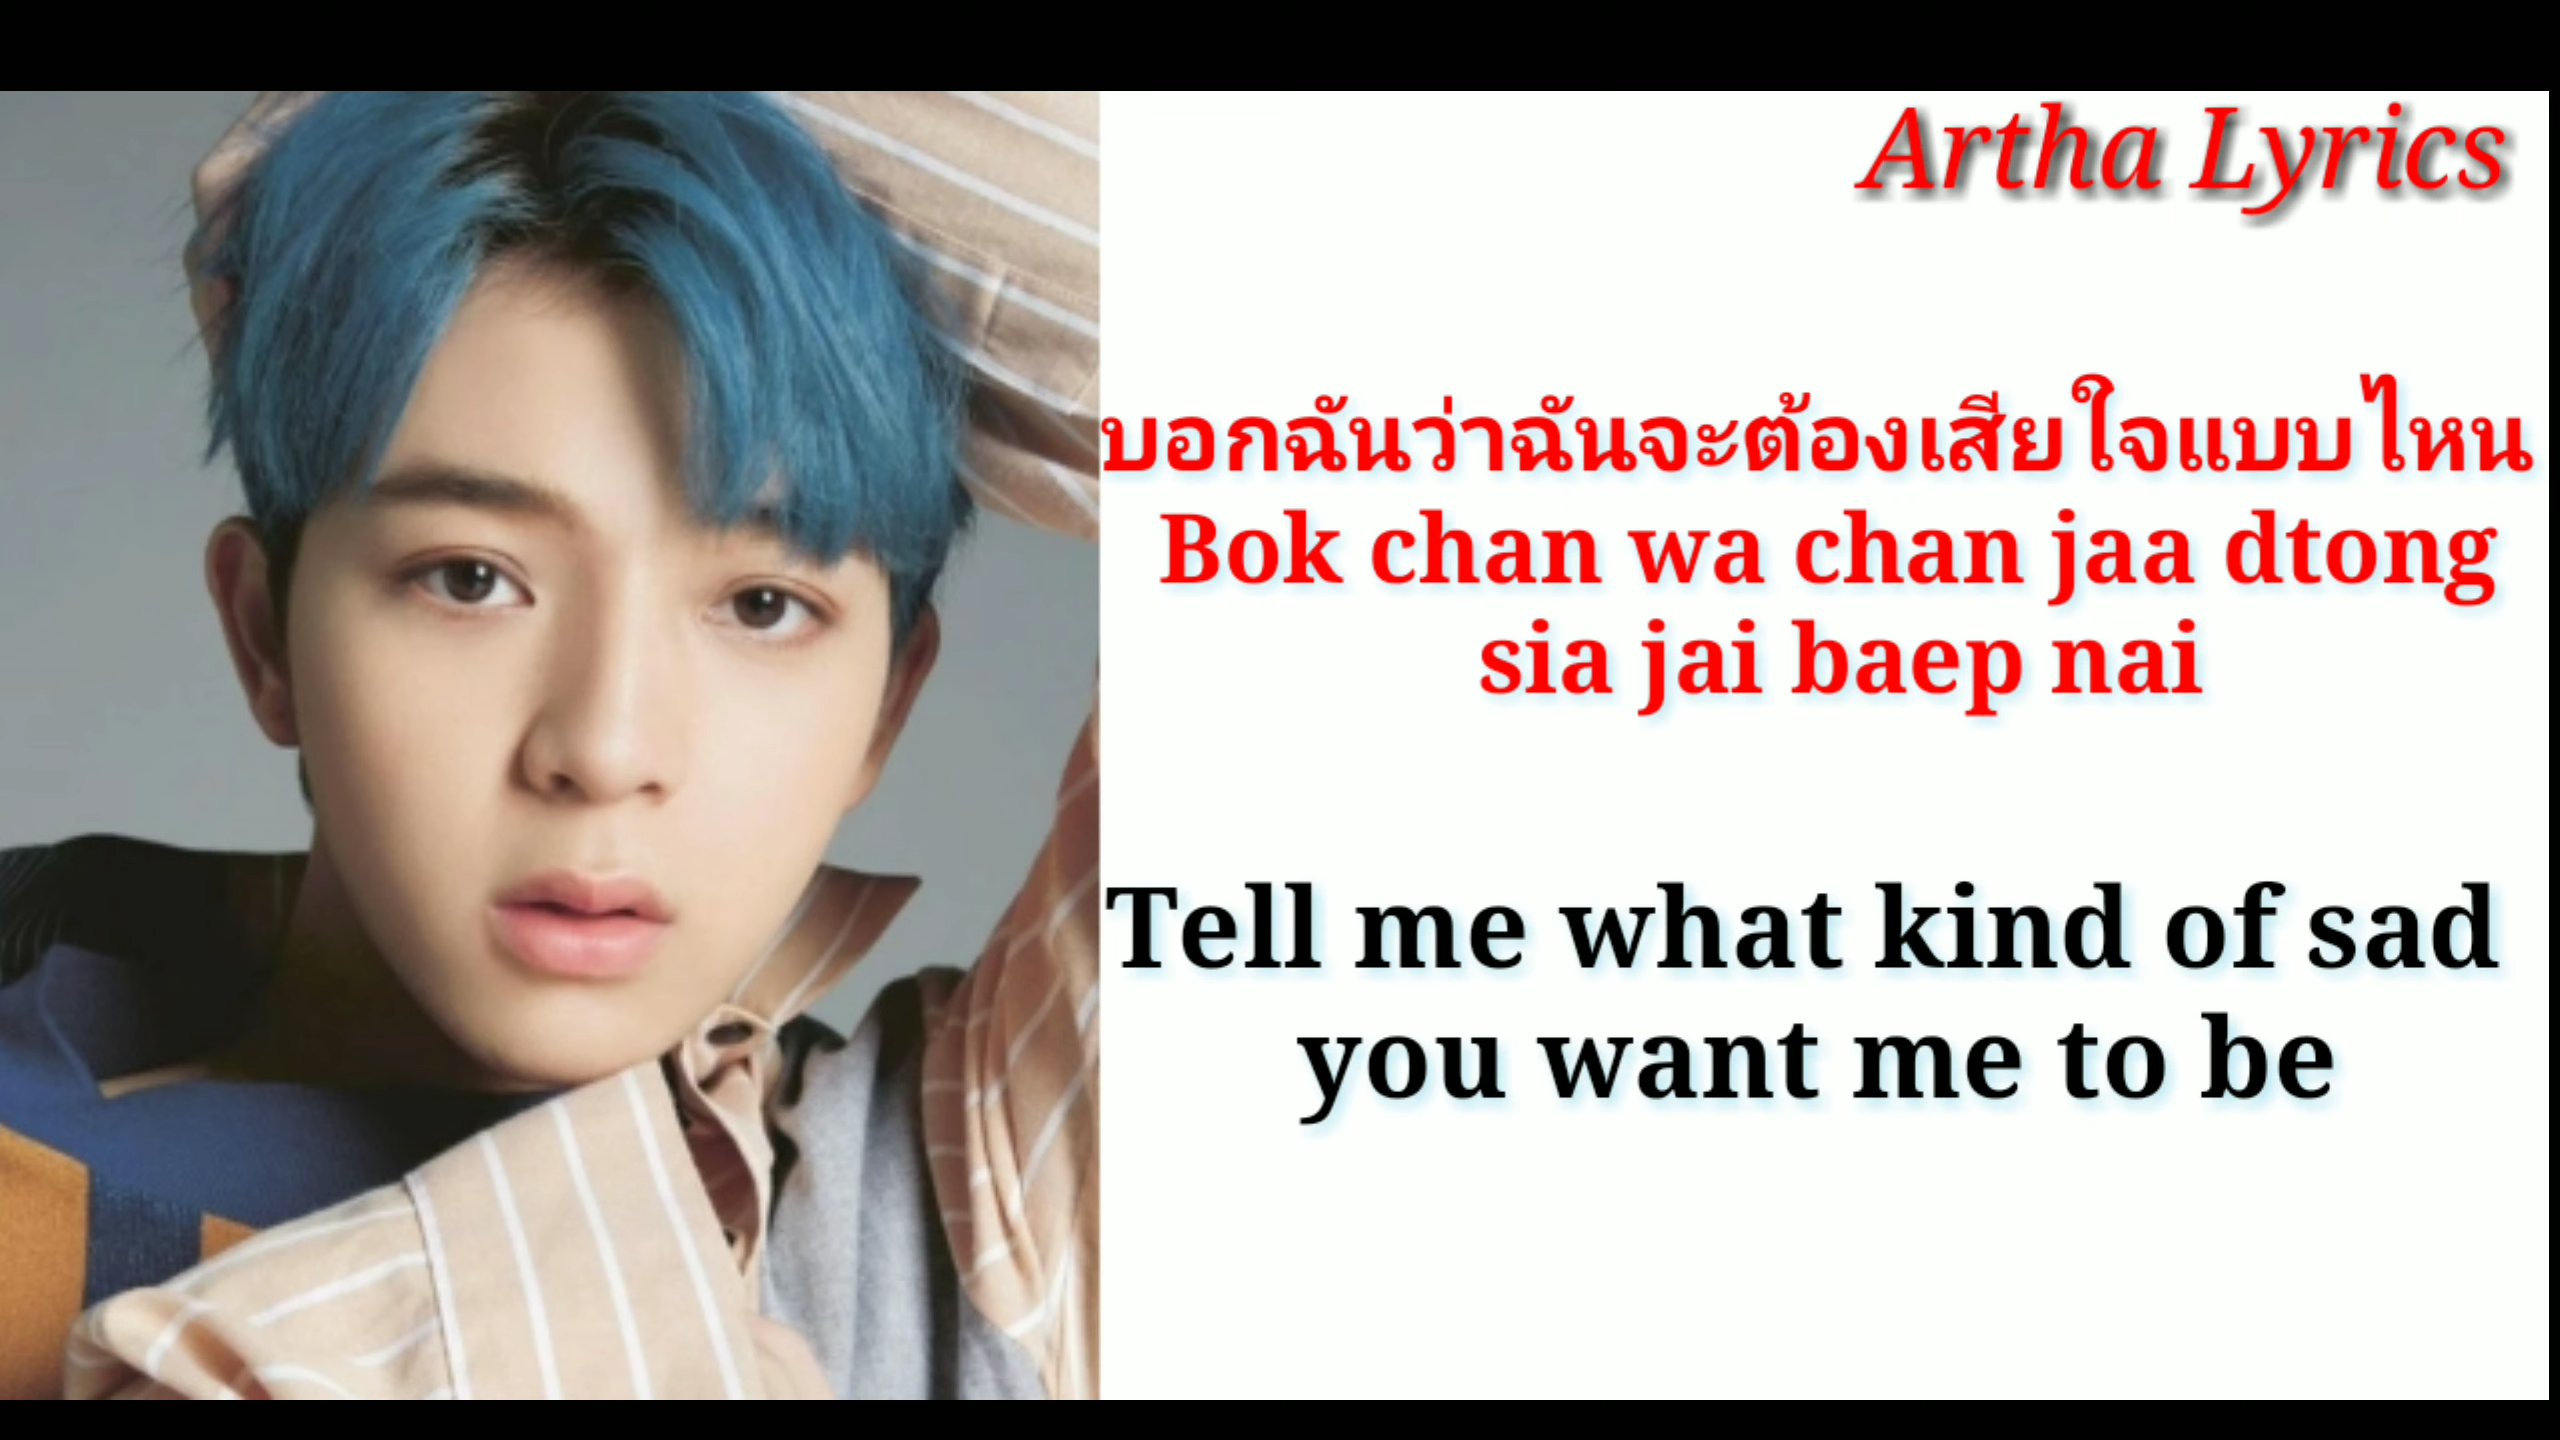 Artha Lyrics
บอกฉันว่าฉันจะต้องเสียใจแบบไหน
Bok chan wa chan jaa dtong
sia jai baep nai
Tell me what kind of sad
you want me to be